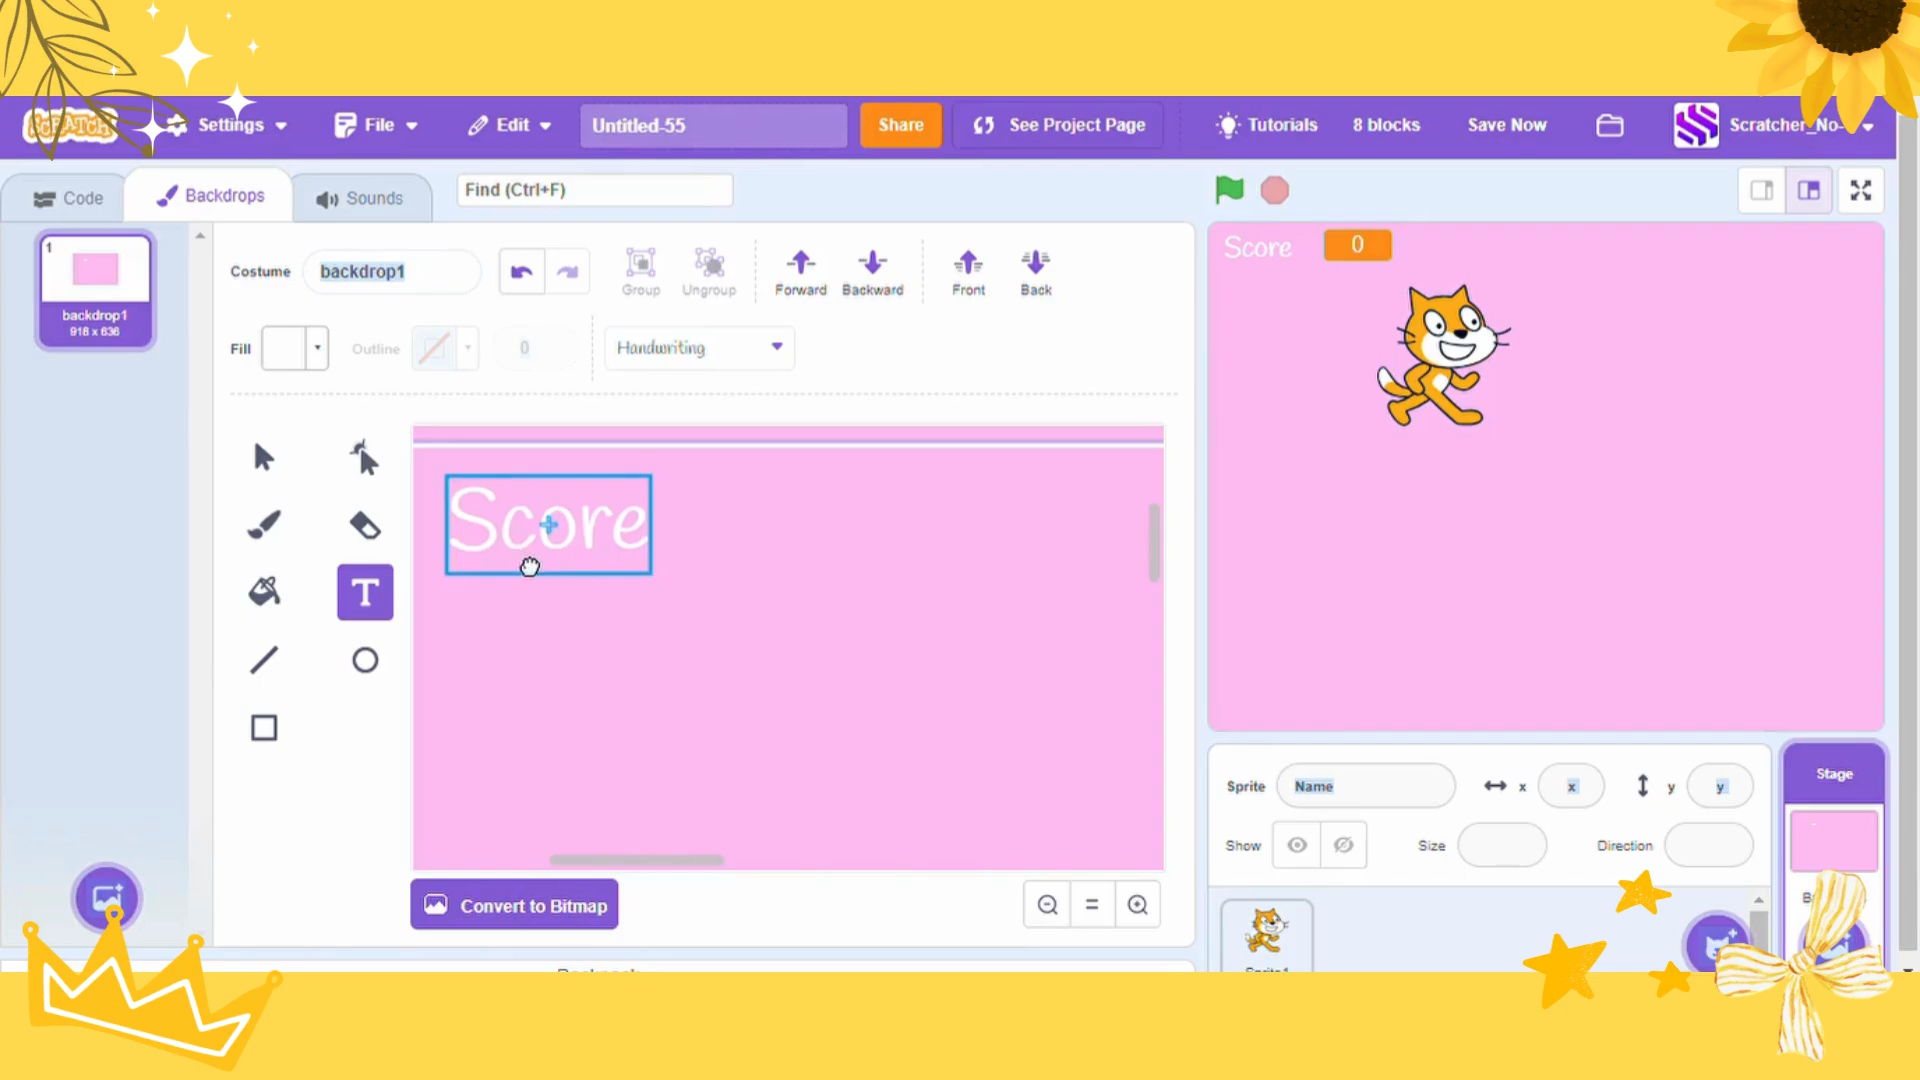 SCRATCH
Settings
File
Edit
Untitled-55
Share
See Project Page
Tutorials
8 blocks
Save Now
Scratcher_No-
Code
Backdrops
Sounds
Find (Ctrl+F)
1
backdrop1
918 x 636
Costume
backdrop1
Group
Ungroup
Forward
Backward
Front
Back
Fill
Outline
0
Handwriting
T
Score
Convert to Bitmap
Score
0
Sprite
Name
x
x
y
y
Show
Size
Direction
Stage
Sprite1